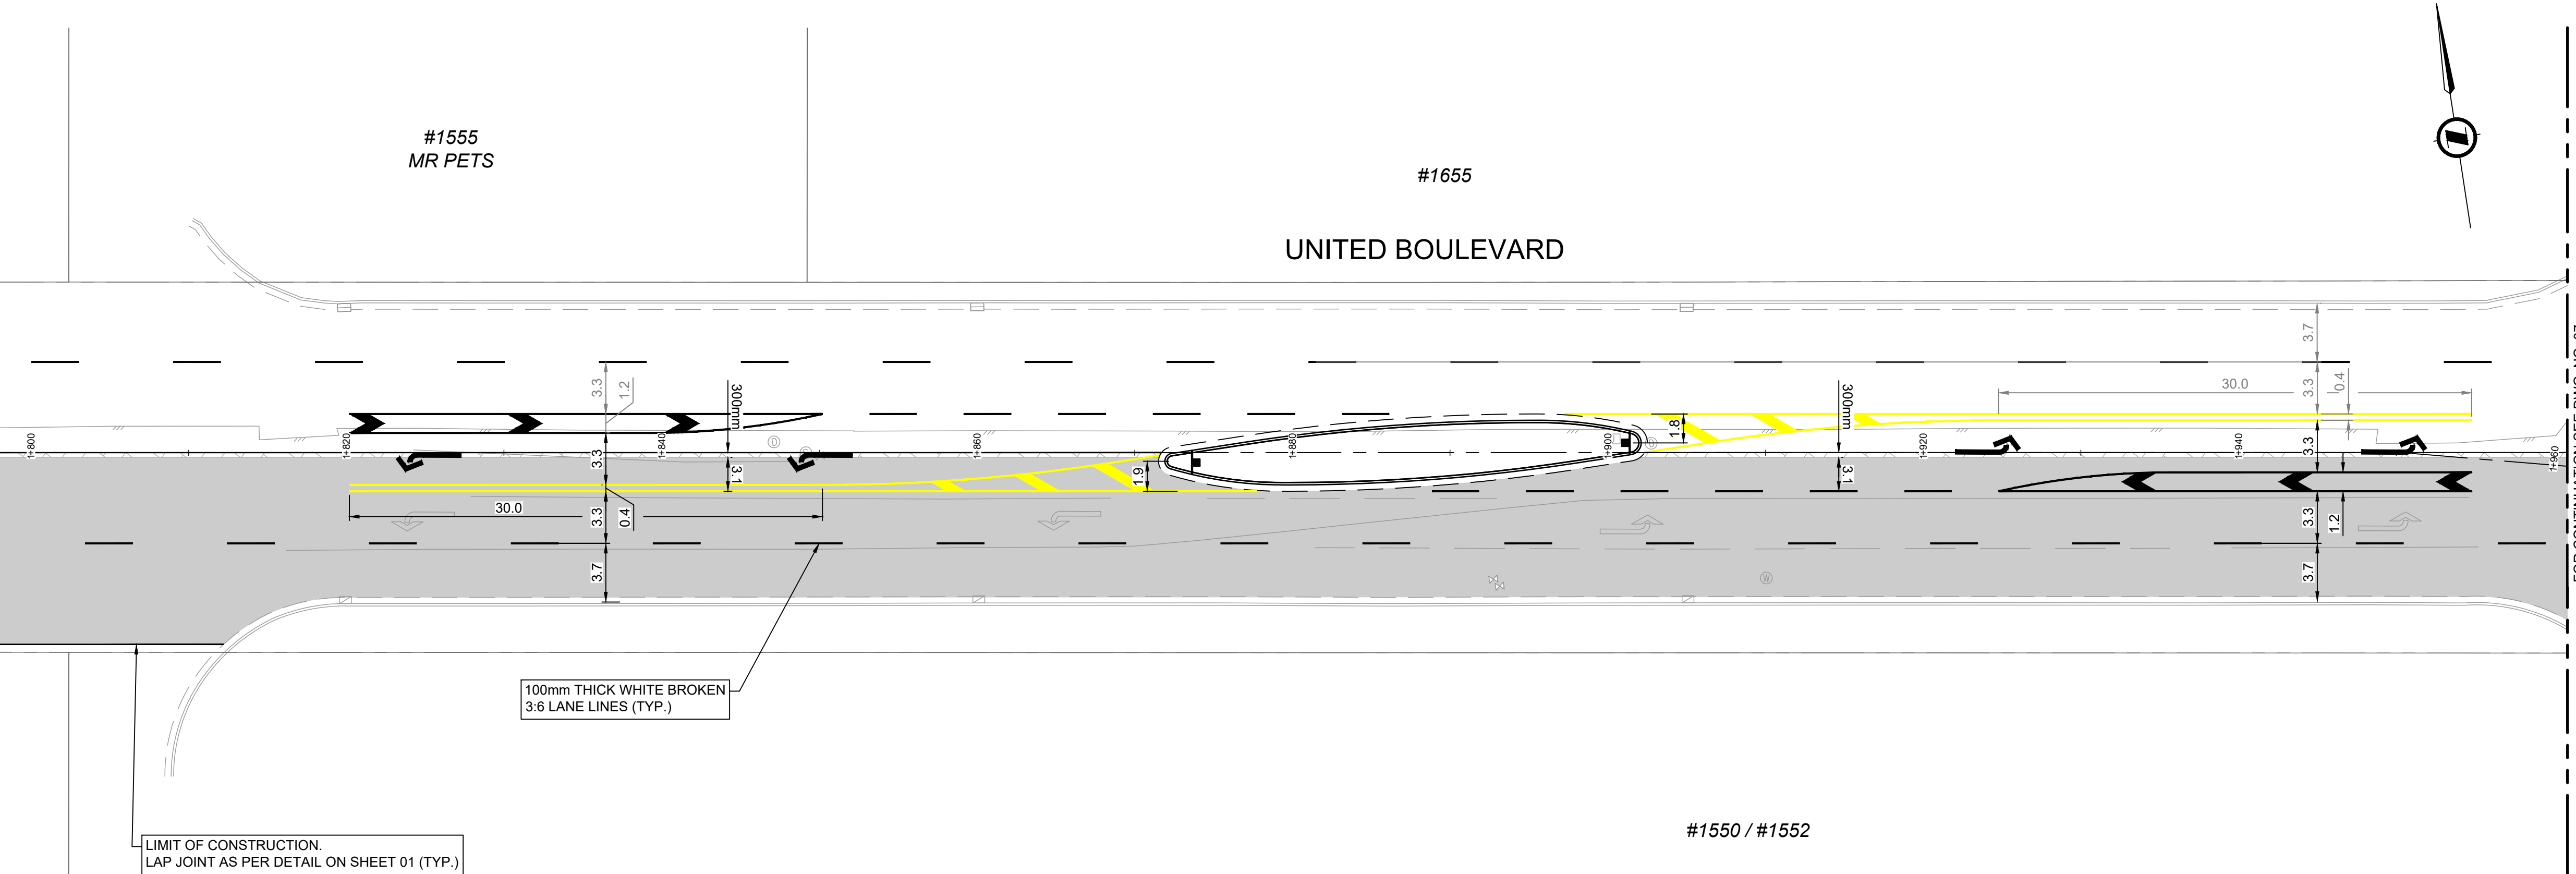 #1555
MR PETS
#1655
UNITED BOULEVARD
3.7
3.3
1.2
300mm
300mm
3.3
0.4
30.0
1.8
1+800
1+820
1+840
1+860
1+880
1+900
1+920
1+940
1+960
D
D
3.3
3.1
1.6
3.1
3.3
30.0
3.3
0.4
3.3
1.2
3.7
3.7
W
100mm THICK WHITE BROKEN
3:6 LANE LINES (TYP.)
#1550 / #1552
LIMIT OF CONSTRUCTION.
LAP JOINT AS PER DETAIL ON SHEET 01 (TYP.)